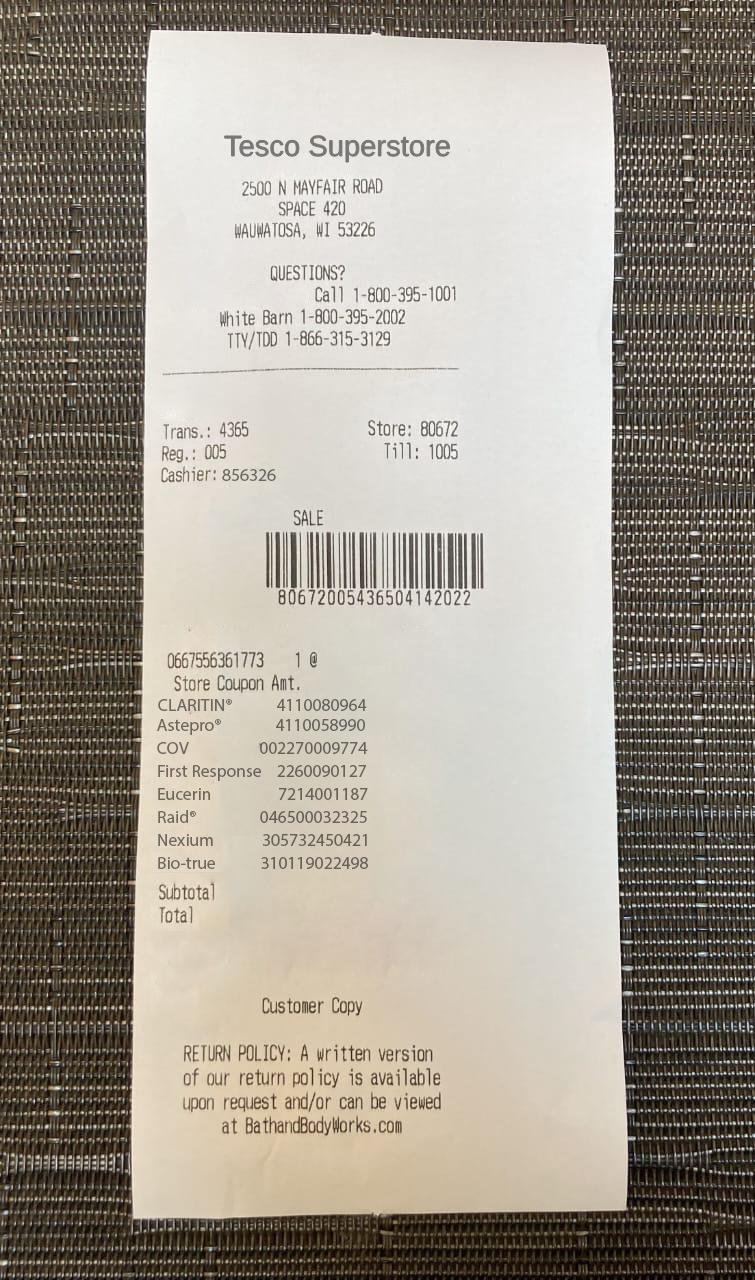 Tesco Superstore
2500 N MAYFAIR ROAD
SPACE 420
WAUWATOSA, WI 53226
QUESTIONS?
Call 1-800-395-1001
White Barn 1-800-395-2002
TTY/TDD 1-866-315-3129
Trans.: 4365 Store: 80672
Reg.: 005 Till: 1005
Cashier: 856326
SALE
80672005436504142022
0667556361773 1 @
Store Coupon Amt.
CLARITIN® 4110080964
Astepro® 4110058990
COV 002270009774
First Response 2260090127
Eucerin 7214001187
Raid® 046500032325
Nexium 305732450421
Bio-true 310119022498
Subtotal
Total
Customer Copy
RETURN POLICY: A written version
of our return policy is available
upon request and/or can be viewed
at BathandBodyWorks.com